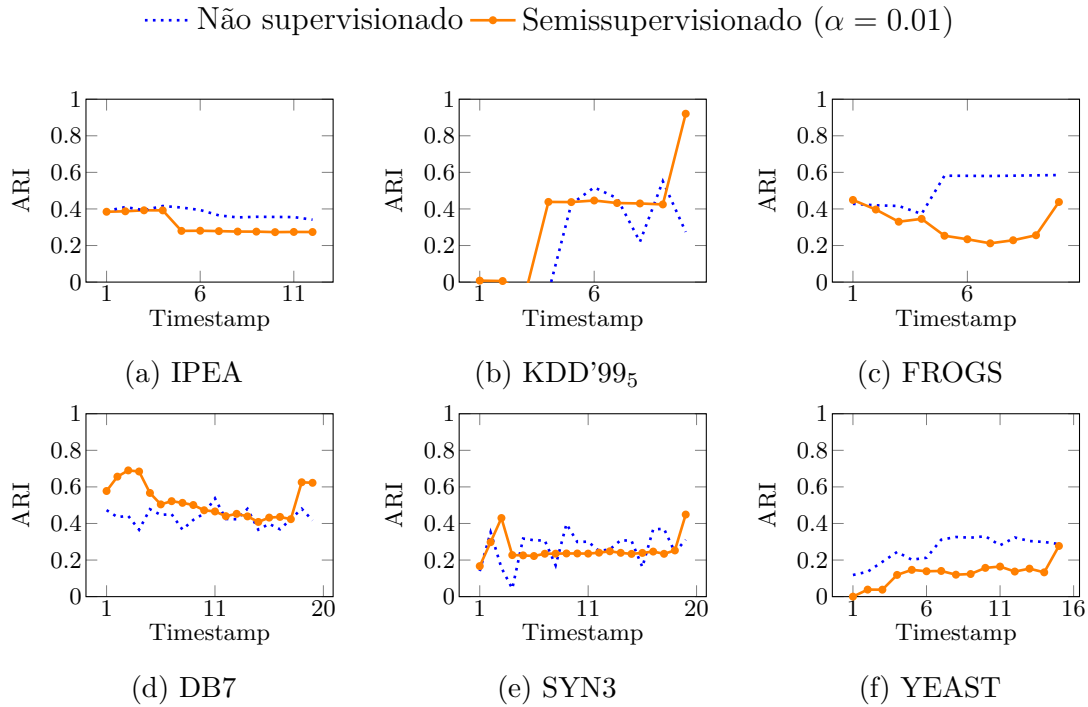 Não supervisionado Semissupervisionado (α = 0.01)
1
0.8
0.6
0.4
0.2
0
ARI
1 6 11
Timestamp
(a) IPEA
1
0.8
0.6
0.4
0.2
0
ARI
1 6
Timestamp
(b) KDD'99₅
1
0.8
0.6
0.4
0.2
0
ARI
1 6
Timestamp
(c) FROGS
1
0.8
0.6
0.4
0.2
0
ARI
1 11 20
Timestamp
(d) DB7
1
0.8
0.6
0.4
0.2
0
ARI
1 11 20
Timestamp
(e) SYN3
1
0.8
0.6
0.4
0.2
0
ARI
1 6 11 16
Timestamp
(f) YEAST